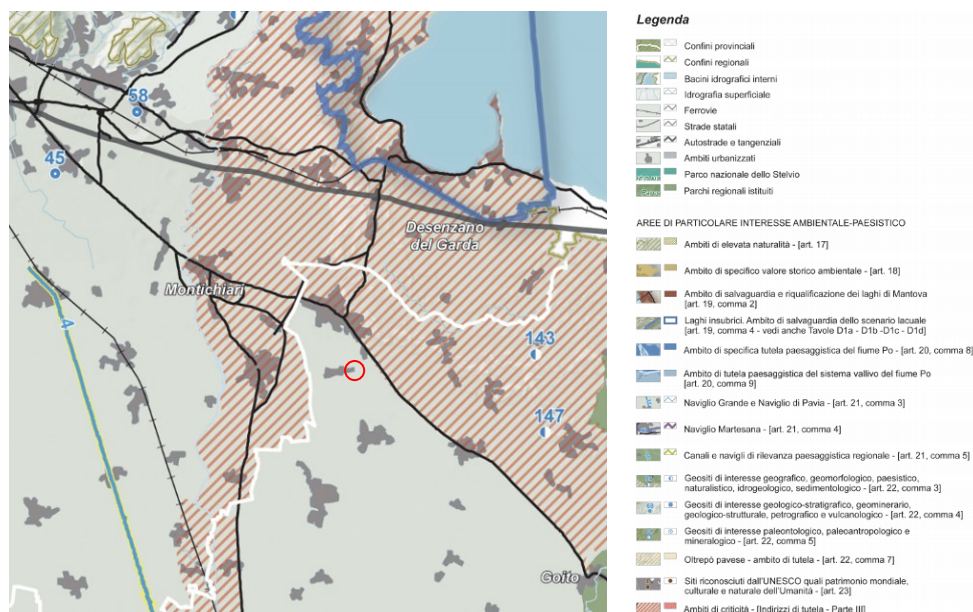 58
45
Desenzano
del Garda
Montichiari
4
143
147
Goito
Legenda
Confini provinciali
Confini regionali
Bacini idrografici interni
Idrografia superficiale
Ferrovie
Strade statali
Autostrade e tangenziali
Ambiti urbanizzati
Parco nazionale dello Stelvio
Parchi regionali istituiti
AREE DI PARTICOLARE INTERESSE AMBIENTALE-PAESISTICO
Ambiti di elevata naturalità - [art. 17]
Ambito di specifico valore storico ambientale - [art. 18]
Ambito di salvaguardia e riqualificazione dei laghi di Mantova
[art. 19, comma 2]
Laghi insubrici. Ambito di salvaguardia dello scenario lacuale
[art. 19, comma 4 - vedi anche Tavole D1a - D1b -D1c - D1d]
Ambito di specifica tutela paesaggistica del fiume Po - [art. 20, comma 8]
Ambito di tutela paesaggistica del sistema vallivo del fiume Po
[art. 20, comma 9]
Naviglio Grande e Naviglio di Pavia - [art. 21, comma 3]
Naviglio Martesana - [art. 21, comma 4]
Canali e navigli di rilevanza paesaggistica regionale - [art. 21, comma 5]
Geositi di interesse geografico, geomorfologico, paesistico,
naturalistico, idrogeologico, sedimentologico - [art. 22, comma 3]
Geositi di interesse geologico-stratigrafico, geominerario,
geologico-strutturale, petrografico e vulcanologico - [art. 22, comma 4]
Geositi di interesse paleontologico, paleoantropologico e
mineralogico - [art. 22, comma 5]
Oltrepò pavese - ambito di tutela - [art. 22, comma 7]
Siti riconosciuti dall'UNESCO quali patrimonio mondiale,
culturale e naturale dell'Umanità - [art. 23]
Ambiti di criticità - [Indirizzi di tutela - Parte III]